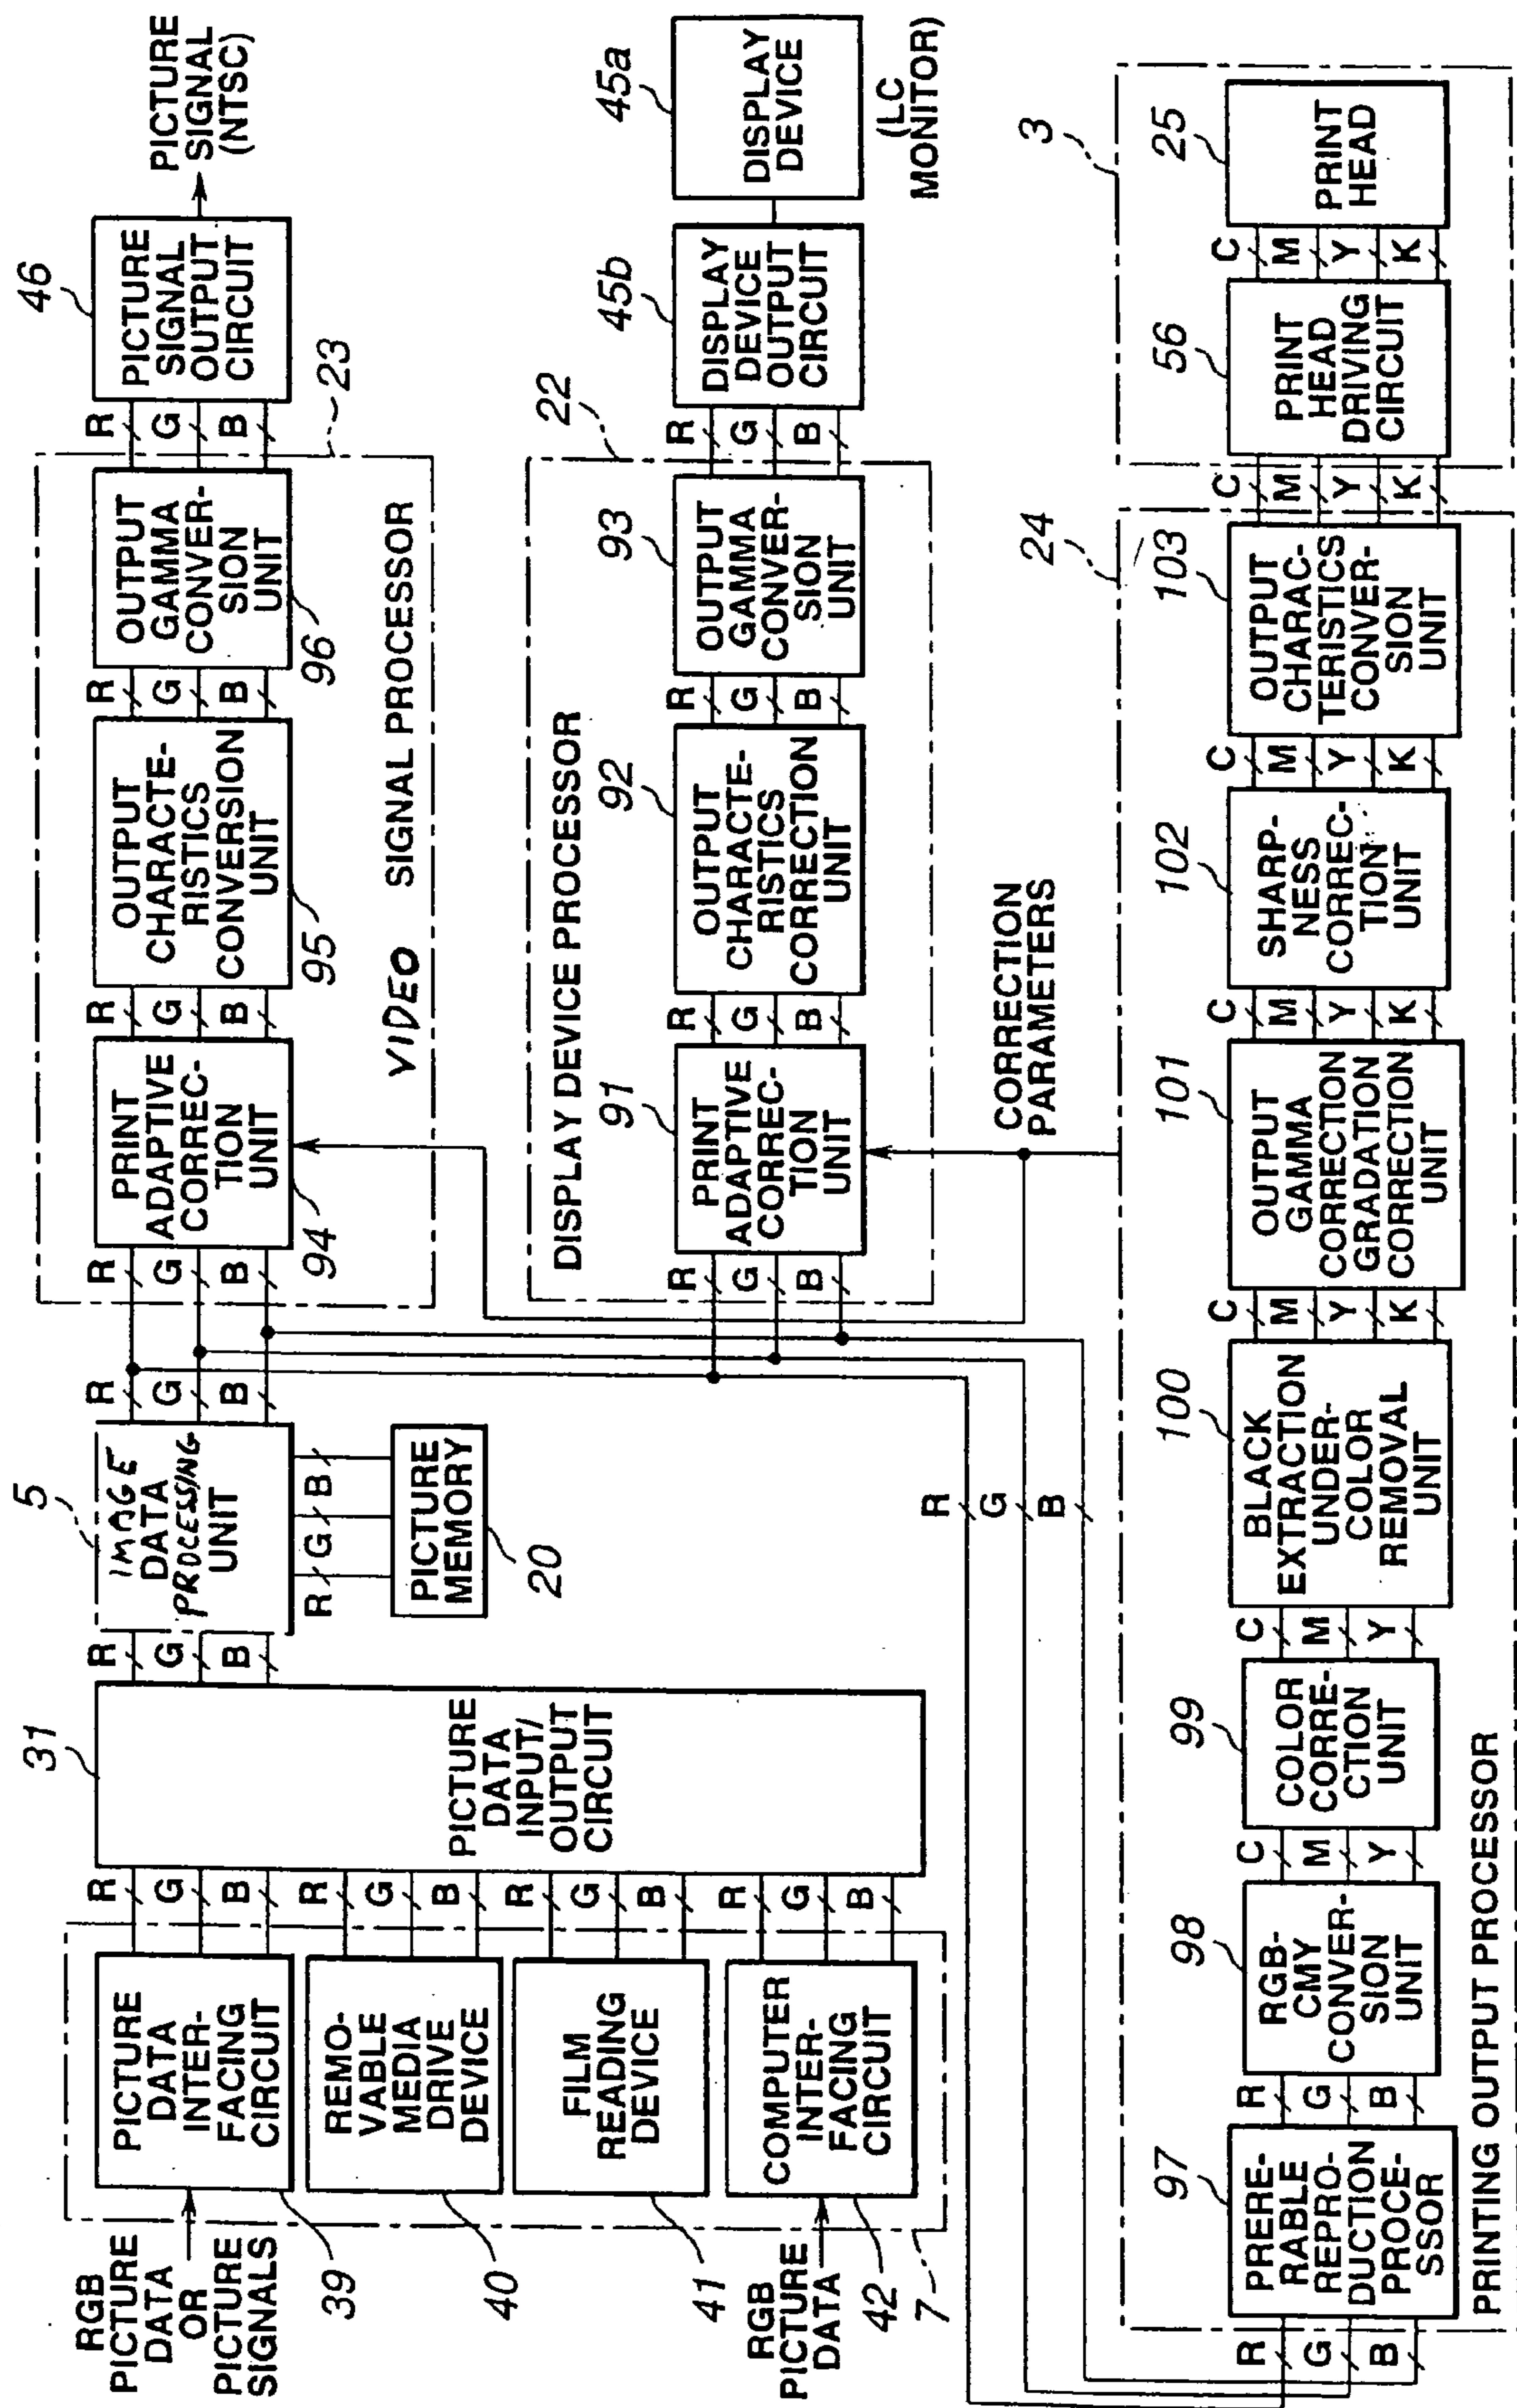 RGB
PICTURE
DATA
OR
PICTURE
SIGNALS
PICTURE
DATA
INTER-
FACING
CIRCUIT
39
REMO-
VABLE
MEDIA
DRIVE
DEVICE
40
FILM
READING
DEVICE
41
RGB
PICTURE
DATA
COMPUTER
INTER-
FACING
CIRCUIT
42
7
R
G
B
R
G
B
R
G
B
R
G
B
31
PICTURE
DATA
INPUT/
OUTPUT
CIRCUIT
R
G
B
5
IMAGE
DATA
PROCESSING
UNIT
R G B
PICTURE
MEMORY
20
R
G
B
R
G
B
PRINT
ADAPTIVE
CORREC-
TION
UNIT
94
R
G
B
OUTPUT
CHARACTE-
RISTICS
CONVERSION
UNIT
95
R
G
B
OUTPUT
GAMMA
CONVER-
SION
UNIT
96
VIDEO SIGNAL PROCESSOR
23
R
G
B
46
PICTURE
SIGNAL
OUTPUT
CIRCUIT
PICTURE
SIGNAL
(NTSC)
DISPLAY DEVICE PROCESSOR
22
R
G
B
91
PRINT
ADAPTIVE
CORREC-
TION
UNIT
R
G
B
92
OUTPUT
CHARACTE-
RISTICS
CORRECTION
UNIT
R
G
B
93
OUTPUT
GAMMA
CONVER-
SION
UNIT
R
G
B
45b
DISPLAY
DEVICE
OUTPUT
CIRCUIT
45a
DISPLAY
DEVICE
(LC
MONITOR)
CORRECTION
PARAMETERS
R
G
B
R
G
B
97
PRERE-
RABLE
REPRO-
DUCTION
PROCE-
SSOR
R
G
B
98
RGB-
CMY
CONVER-
SION
UNIT
C
M
Y
99
COLOR
CORRE-
CTION
UNIT
C
M
Y
100
BLACK
EXTRACTION
UNDER-
COLOR
REMOVAL
UNIT
C
M
Y
K
101
OUTPUT
GAMMA
CORRECTION
GRADATION
CORRECTION
UNIT
C
M
Y
K
102
SHARP-
NESS
CORREC-
TION
UNIT
C
M
Y
K
103
OUTPUT
CHARAC-
TERISTICS
CONVER-
SION
UNIT
24
PRINTING OUTPUT PROCESSOR
C
M
Y
K
56
PRINT
HEAD
DRIVING
CIRCUIT
C
M
Y
K
3
25
PRINT
HEAD